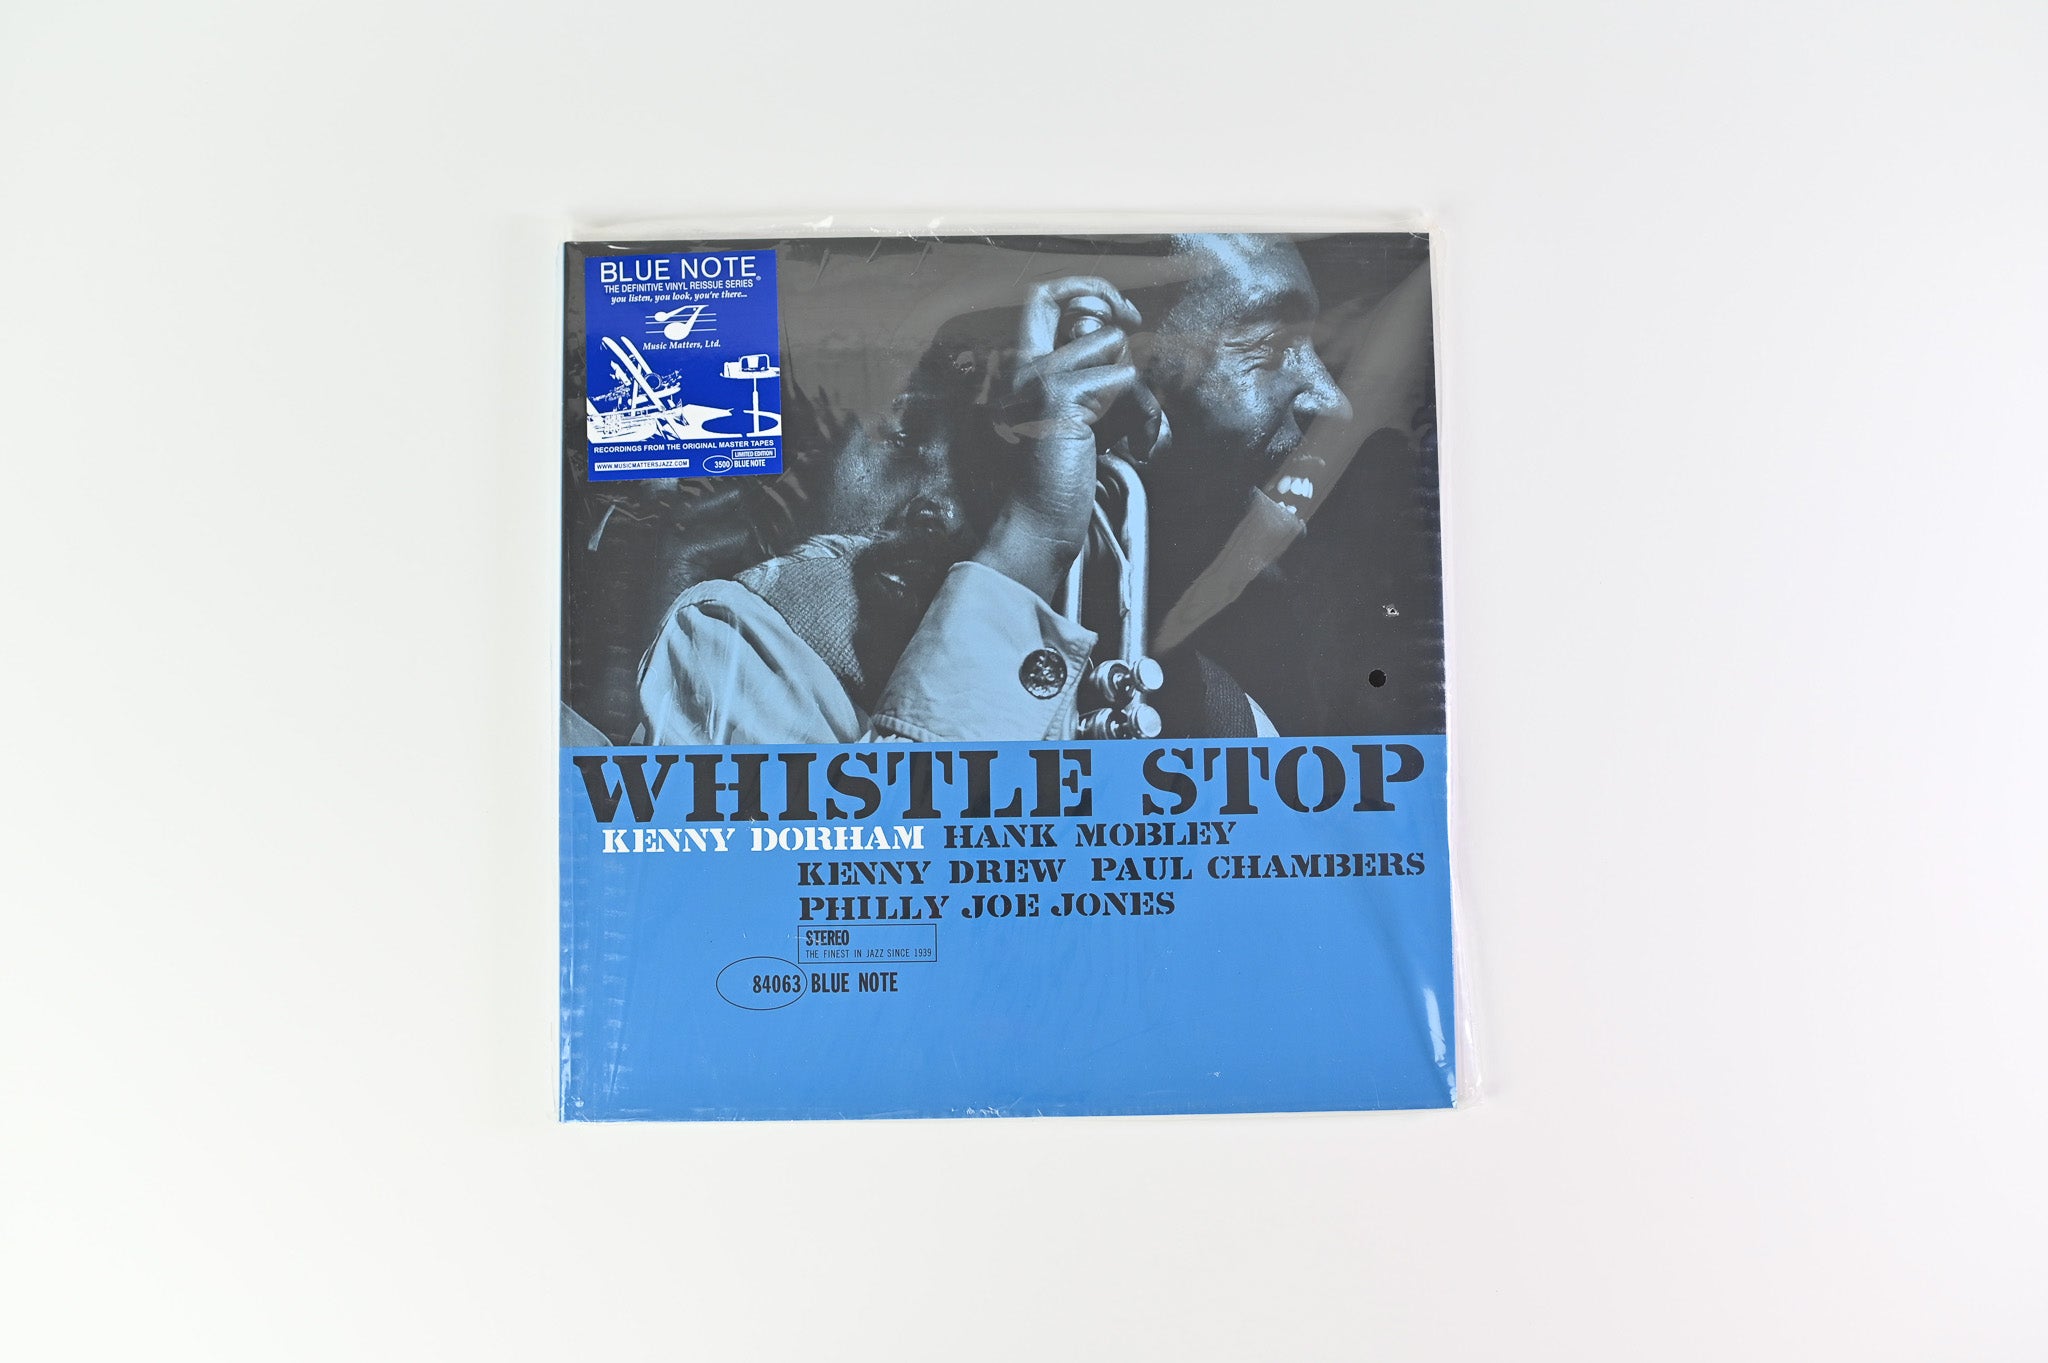 BLUE NOTE®
THE DEFINITIVE VINYL REISSUE SERIES
you listen, you look, you're there...
Music Matters, Ltd.
RECORDINGS FROM THE ORIGINAL MASTER TAPES
LIMITED EDITION
WWW.MUSICMATTERSJAZZ.COM 3500 BLUE NOTE
WHISTLE STOP
KENNY DORHAM HANK MOBLEY
KENNY DREW PAUL CHAMBERS
PHILLY JOE JONES
STEREO
THE FINEST IN JAZZ SINCE 1939
84063 BLUE NOTE